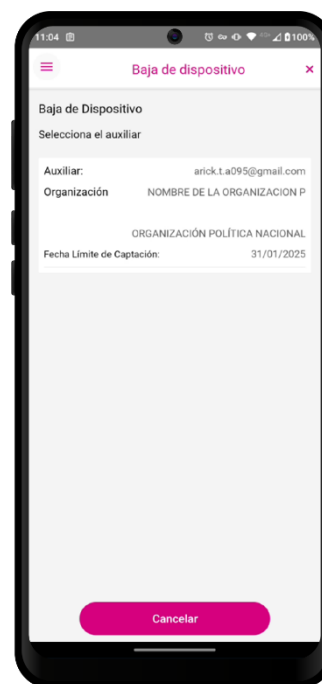 11:04 100%
Baja de dispositivo ×
Baja de Dispositivo
Selecciona el auxiliar
Auxiliar: arick.t.a095@gmail.com
Organización NOMBRE DE LA ORGANIZACION P
ORGANIZACIÓN POLÍTICA NACIONAL
Fecha Límite de Captación: 31/01/2025
Cancelar